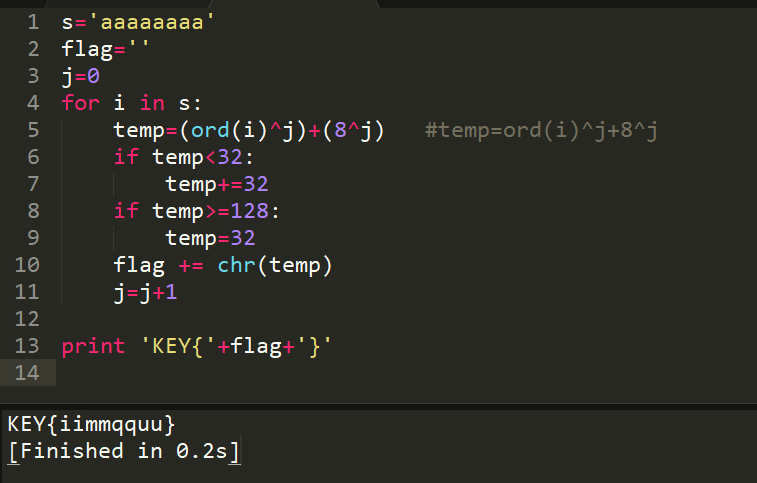 1 s='aaaaaaaa'
2 flag=''
3 j=0
4 for i in s:
5     temp=(ord(i)^j)+(8^j)   #temp=ord(i)^j+8^j
6     if temp<32:
7         temp+=32
8     if temp>=128:
9         temp=32
10     flag += chr(temp)
11     j=j+1
12
13 print 'KEY{'+flag+'}'
14
KEY{iimmqquu}
[Finished in 0.2s]